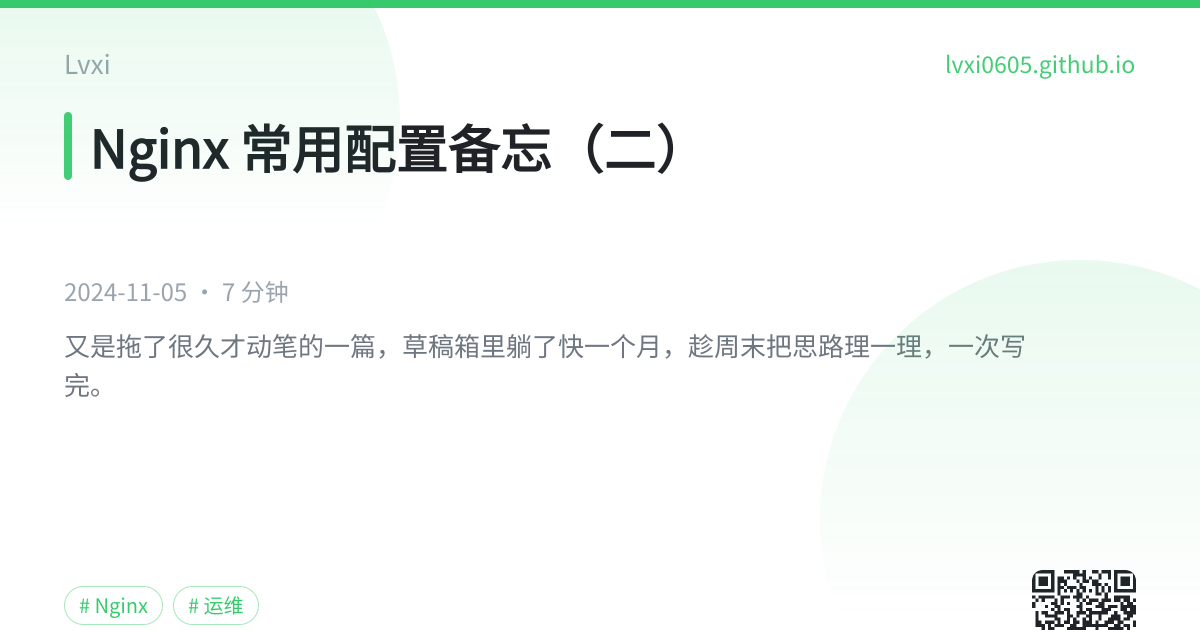 Lvxi
lvxi0605.github.io
Nginx 常用配置备忘（二）
2024-11-05 · 7 分钟
又是拖了很久才动笔的一篇，草稿箱里躺了快一个月，趁周末把思路理一理，一次写
完。
# Nginx
# 运维